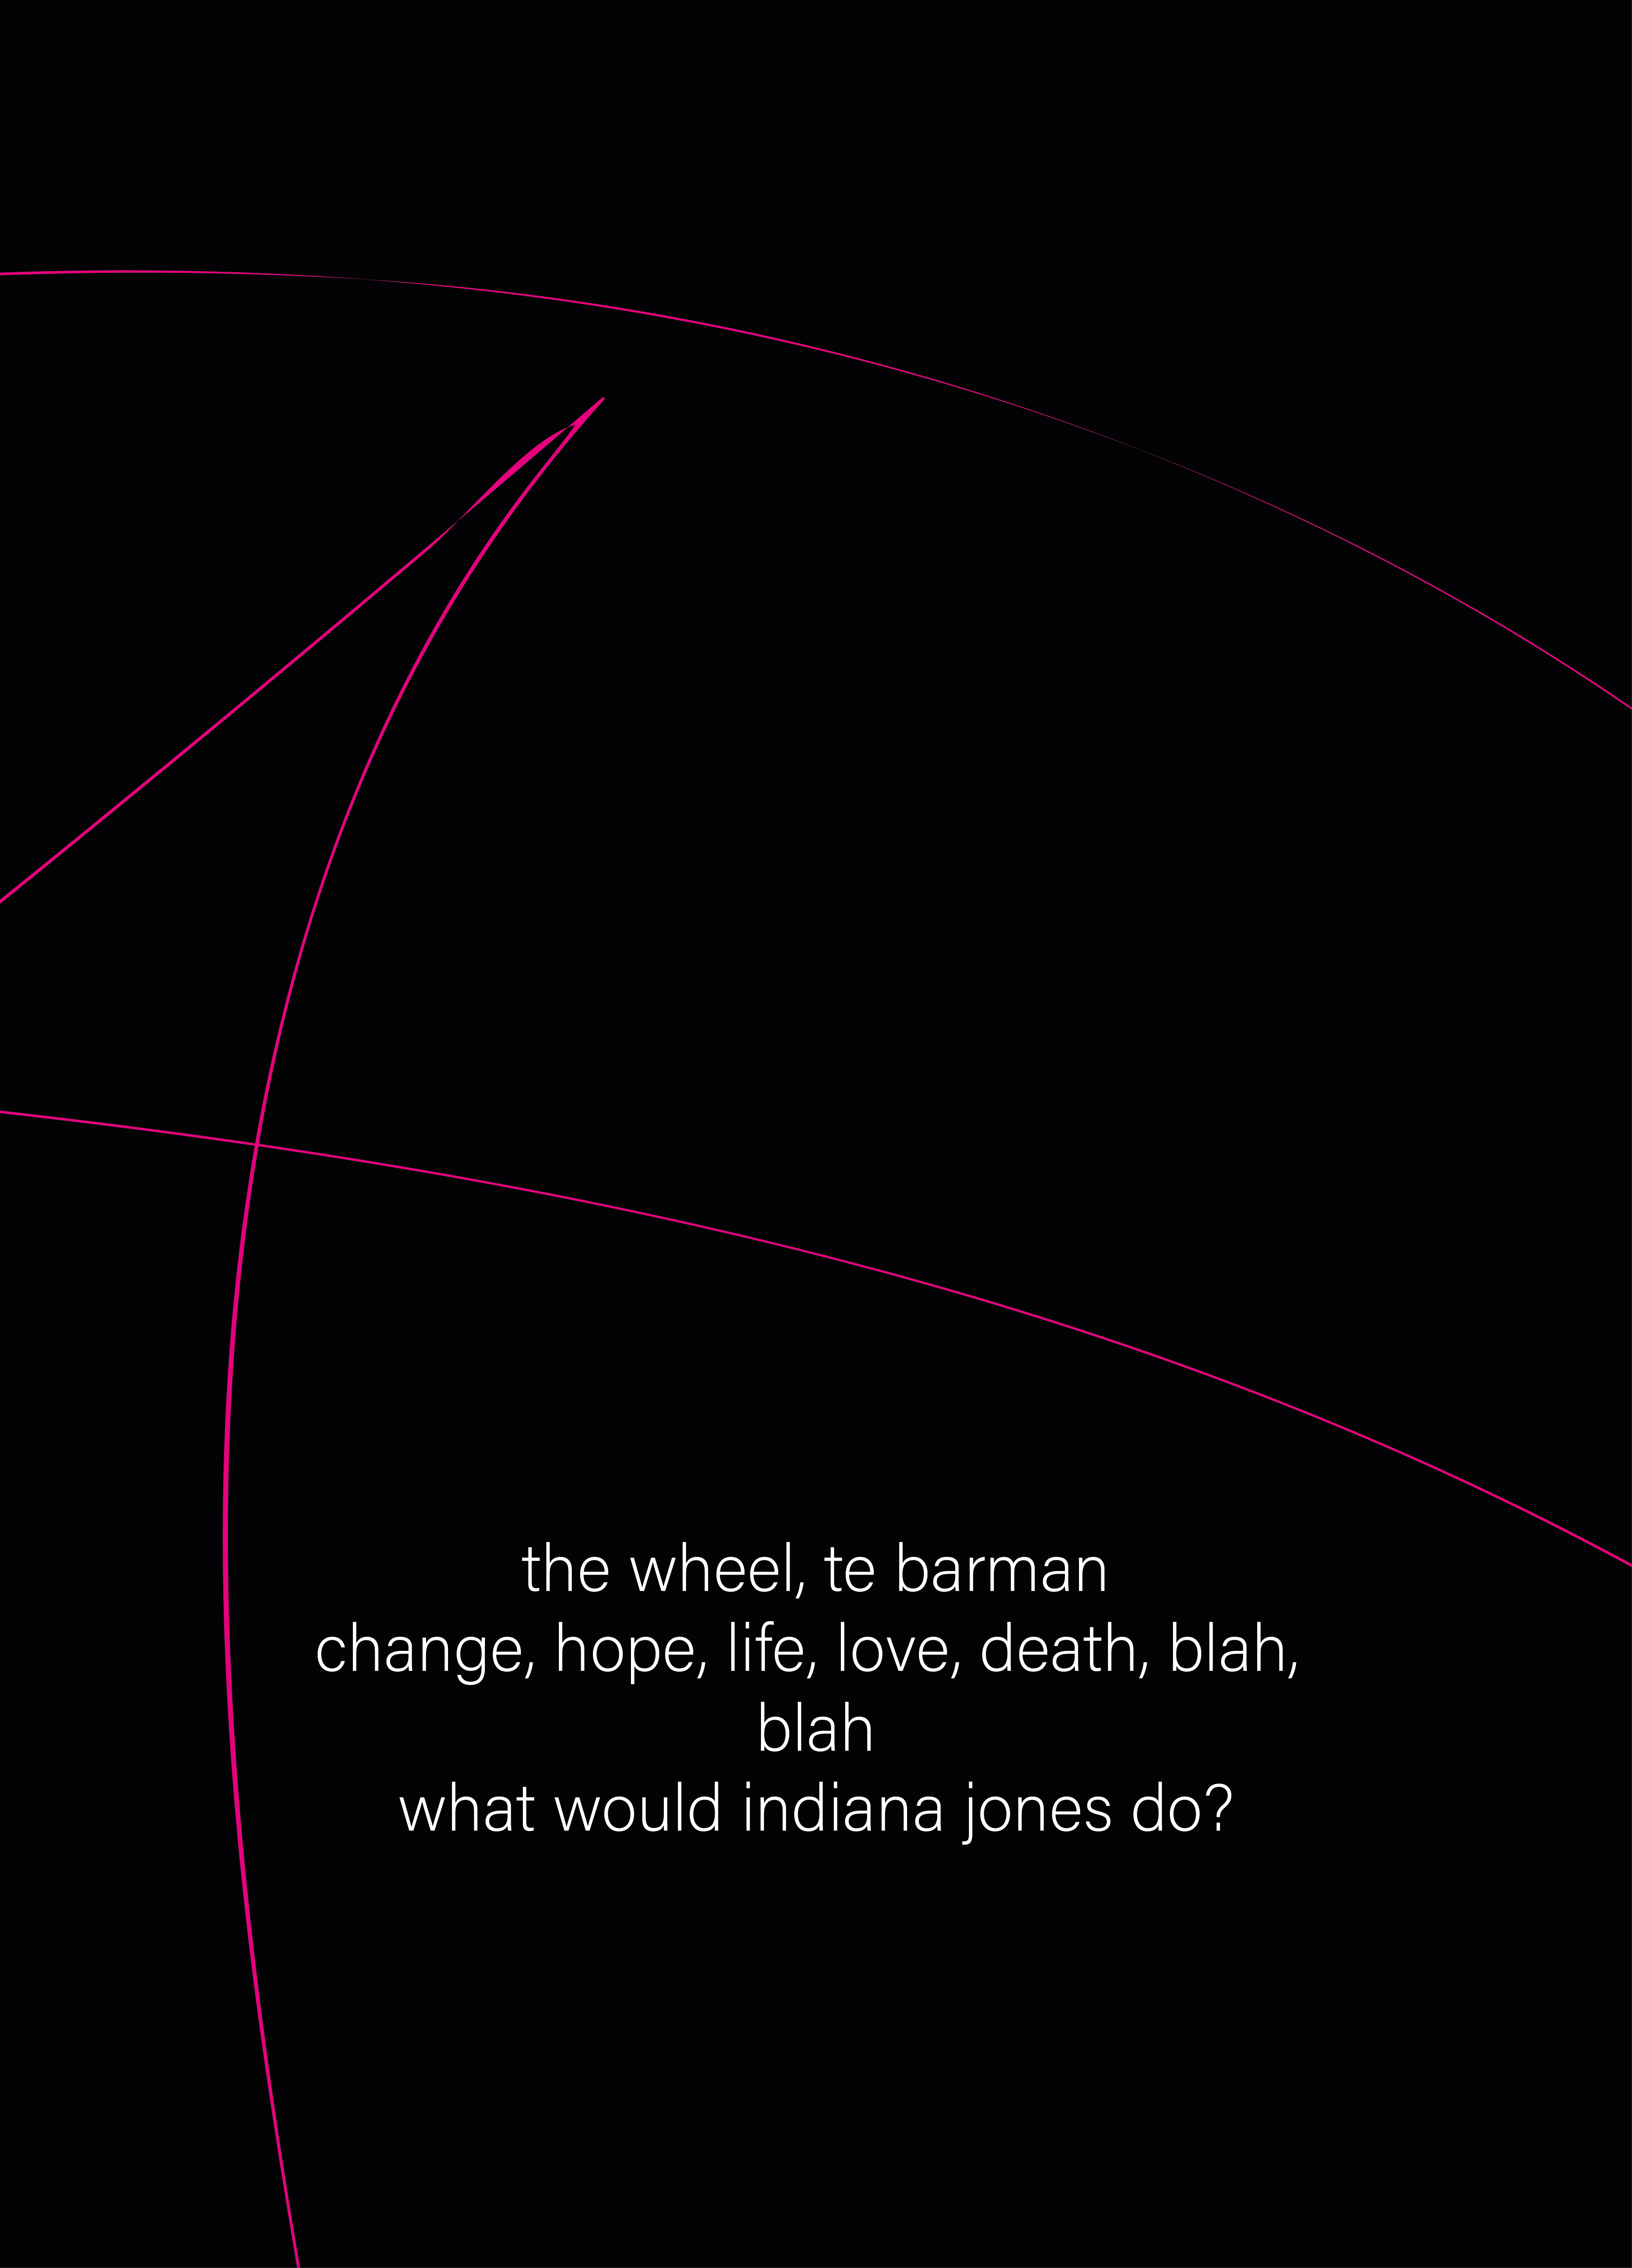 the wheel, te barman
change, hope, life, love, death, blah,
blah
what would indiana jones do?